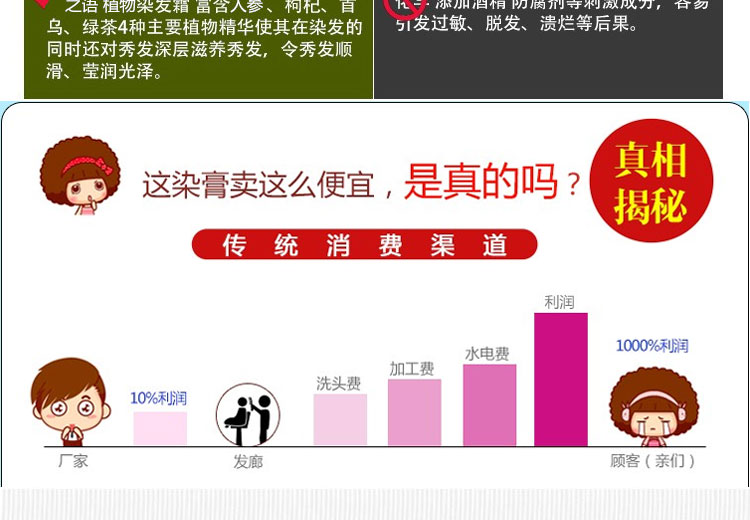 之语 植物染发霜 富含人参、枸杞、首
乌、绿茶4种主要植物精华使其在染发的
同时还对秀发深层滋养秀发，令秀发顺
滑、莹润光泽。
添加酒精 防腐剂等刺激成分，容易
引发过敏、脱发、溃烂等后果。
这染膏卖这么便宜，是真的吗？
真相
揭秘
传统消费渠道
利润
水电费
加工费
洗头费
10%利润
1000%利润
厂家
发廊
顾客（亲们）